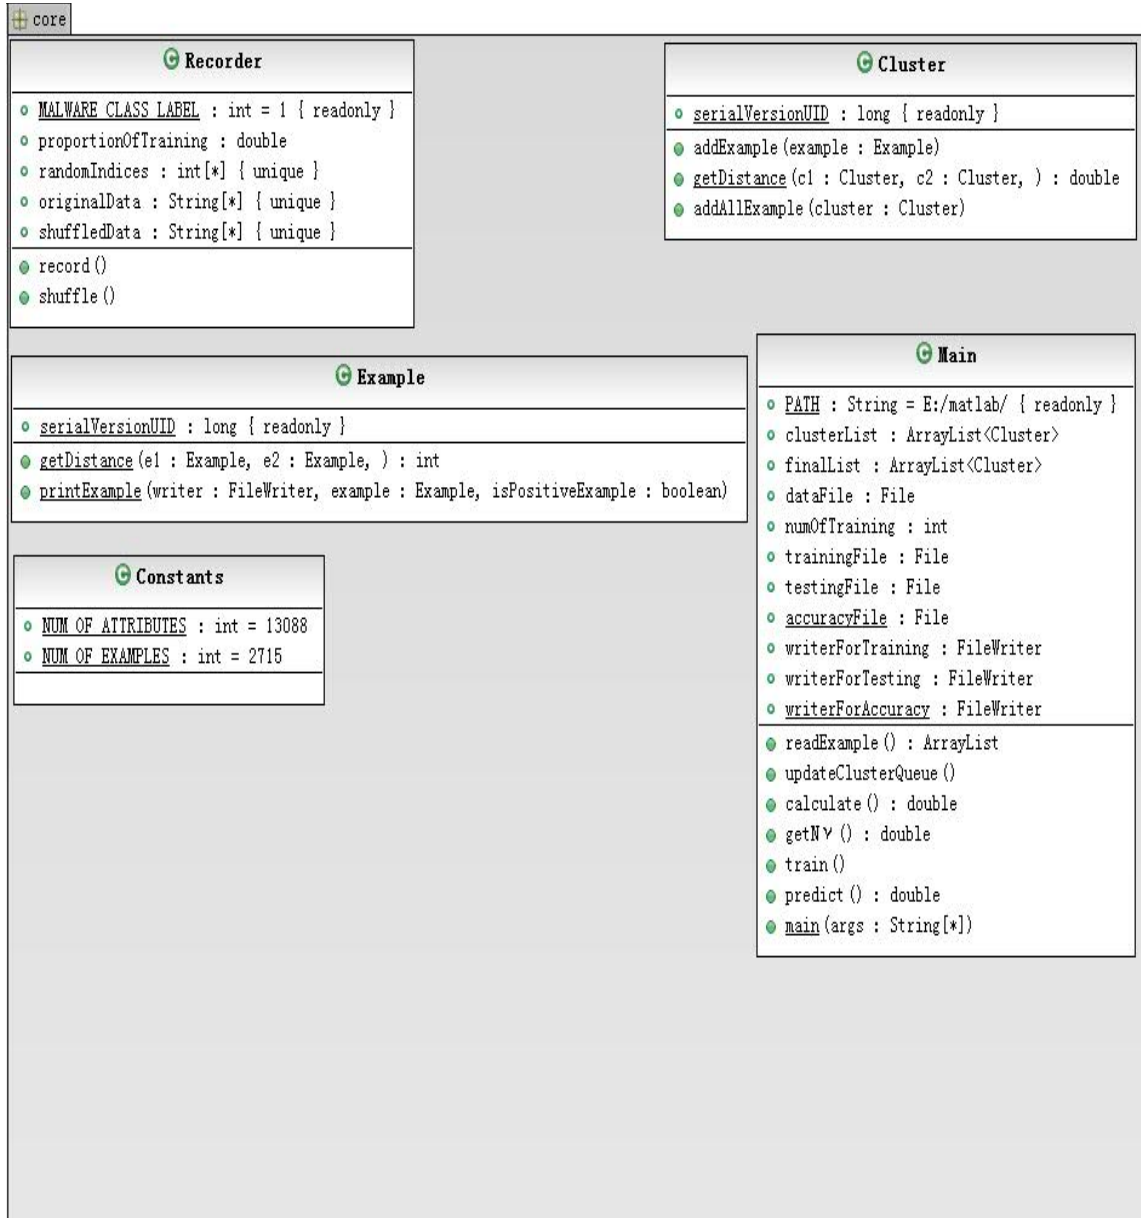 core
Recorder
MALWARE CLASS LABEL : int = 1 { readonly }
proportionOfTraining : double
randomIndices : int[*] { unique }
originalData : String[*] { unique }
shuffledData : String[*] { unique }
record()
shuffle()
Cluster
serialVersionUID : long { readonly }
addExample(example : Example)
getDistance(c1 : Cluster, c2 : Cluster, ) : double
addAllExample(cluster : Cluster)
Example
serialVersionUID : long { readonly }
getDistance(e1 : Example, e2 : Example, ) : int
printExample(writer : FileWriter, example : Example, isPositiveExample : boolean)
Constants
NUM OF ATTRIBUTES : int = 13088
NUM OF EXAMPLES : int = 2715
Main
PATH : String = E:/matlab/ { readonly }
clusterList : ArrayList<Cluster>
finalList : ArrayList<Cluster>
dataFile : File
numOfTraining : int
trainingFile : File
testingFile : File
accuracyFile : File
writerForTraining : FileWriter
writerForTesting : FileWriter
writerForAccuracy : FileWriter
readExample() : ArrayList
updateClusterQueue()
calculate() : double
() : double
train()
predict() : double
main(args : String[*])